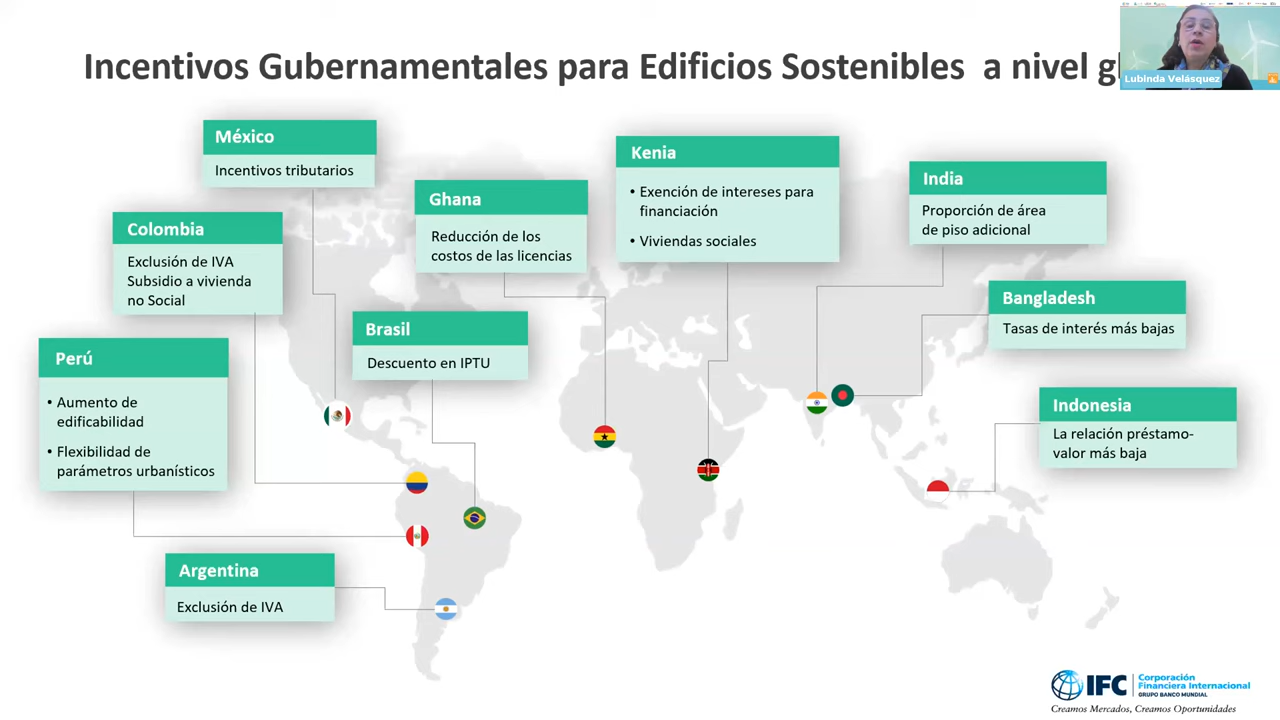 Incentivos Gubernamentales para Edificios Sostenibles a nivel
Lubinda Velásquez
México
Incentivos tributarios
Colombia
Exclusión de IVA
Subsidio a vivienda
no Social
Perú
• Aumento de
edificabilidad
• Flexibilidad de
parámetros urbanísticos
Argentina
Exclusión de IVA
Brasil
Descuento en IPTU
Ghana
Reducción de los
costos de las licencias
Kenia
• Exención de intereses para
financiación
• Viviendas sociales
India
Proporción de área
de piso adicional
Bangladesh
Tasas de interés más bajas
Indonesia
La relación préstamo-
valor más baja
IFC
Corporación
Financiera Internacional
GRUPO BANCO MUNDIAL
Creamos Mercados, Creamos Oportunidades